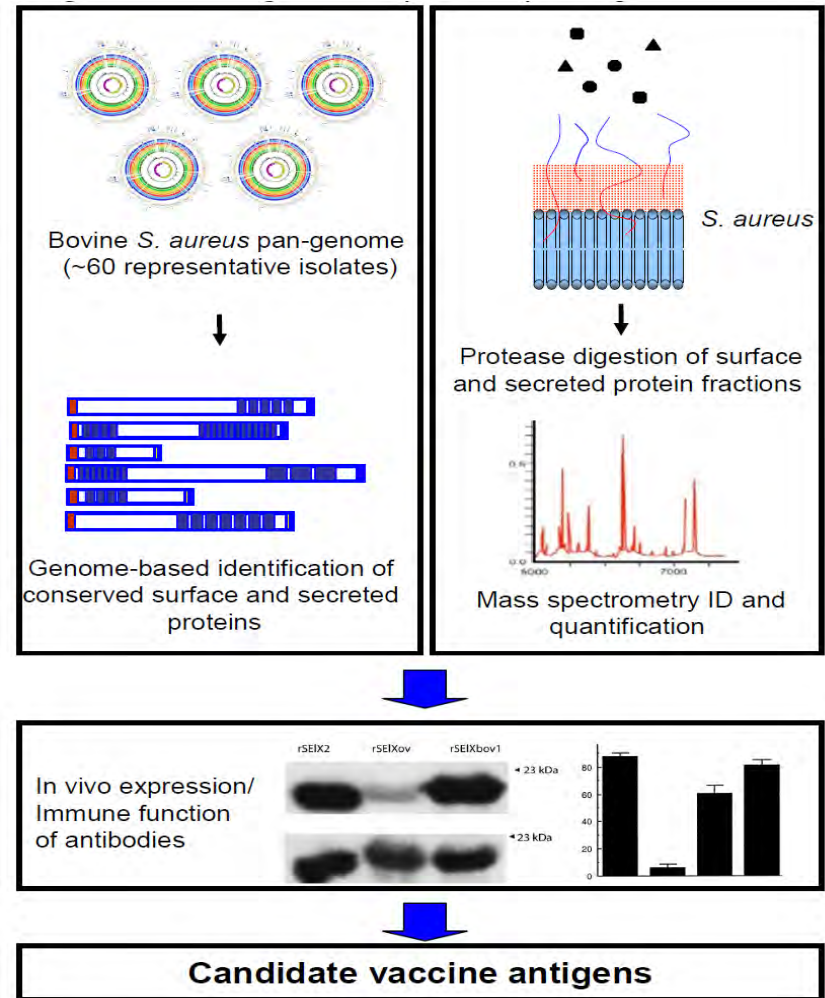 Bovine S. aureus pan-genome
(~60 representative isolates)
Genome-based identification of
conserved surface and secreted
proteins
S. aureus
Protease digestion of surface
and secreted protein fractions
0.5
0.0
6000
7000
Mass spectrometry ID and
quantification
In vivo expression/
Immune function
of antibodies
rSElX2 rSElXov rSElXbov1
23 kDa
23 kDa
80
60
40
20
0
Candidate vaccine antigens